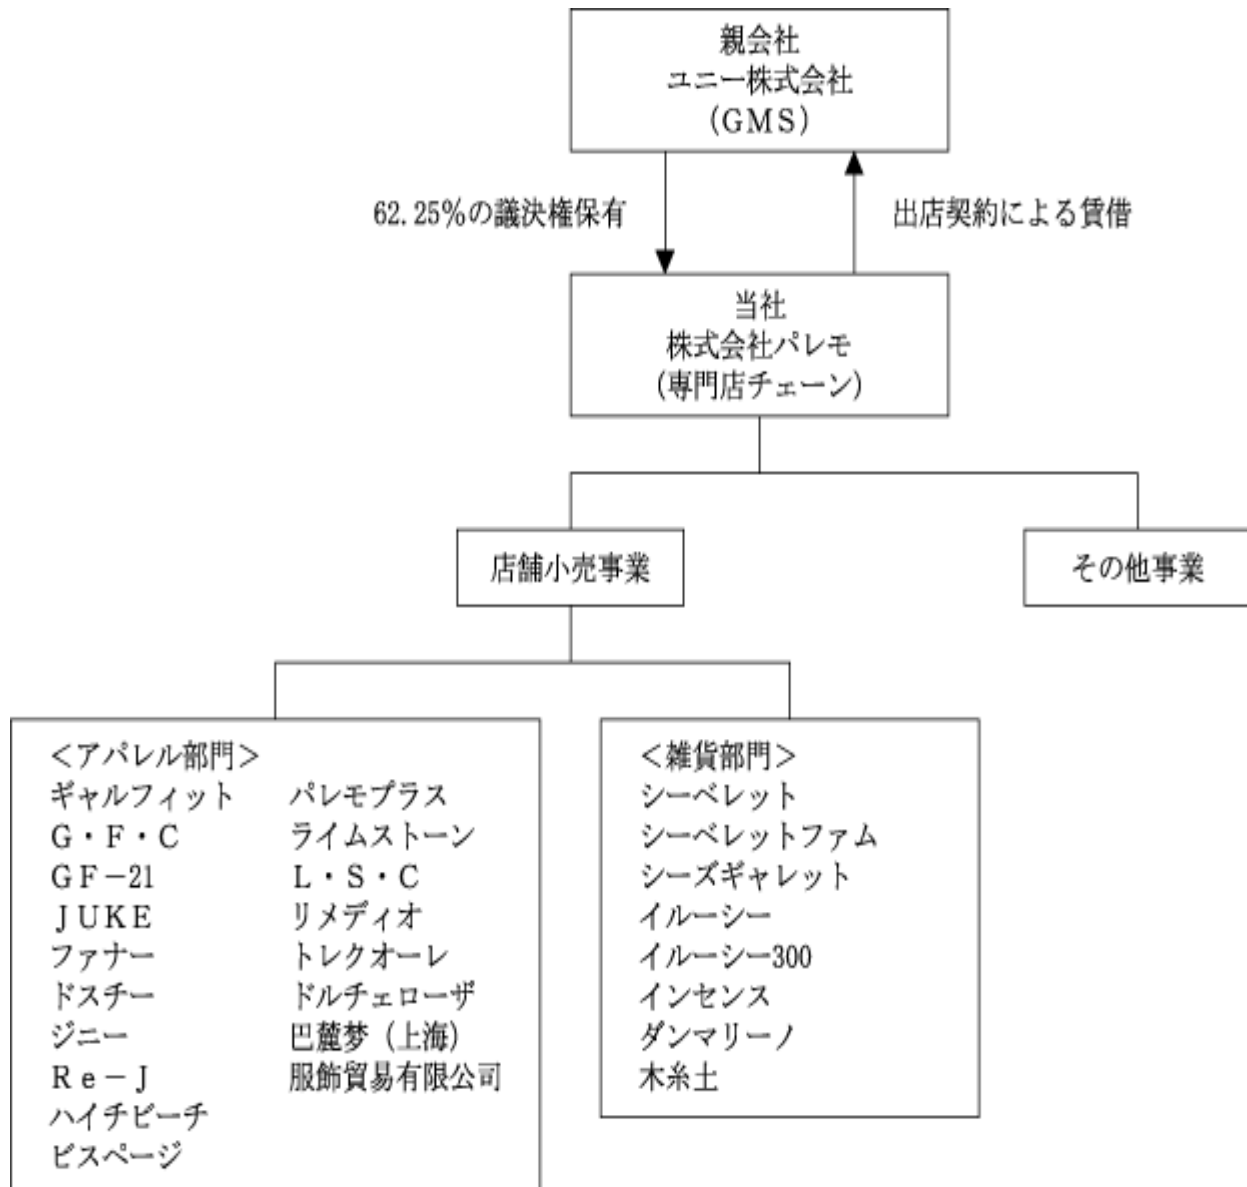 親会社
ユニー株式会社
(GMS)
62.25%の議決権保有
出店契約による賃借
当社
株式会社パレモ
(専門店チェーン)
店舗小売事業
その他事業
＜アパレル部門＞
ギャルフィット
G・F・C
GF－21
JUKE
ファナー
ドスチー
ジニー
Re－J
ハイチビーチ
ビスページ
パレモプラス
ライムストーン
L・S・C
リメディオ
トレクオーレ
ドルチェローザ
巴麓梦（上海）
服飾貿易有限公司
＜雑貨部門＞
シーベレット
シーベレットファム
シーズギャレット
イルーシー
イルーシー300
インセンス
ダンマリーノ
木糸土